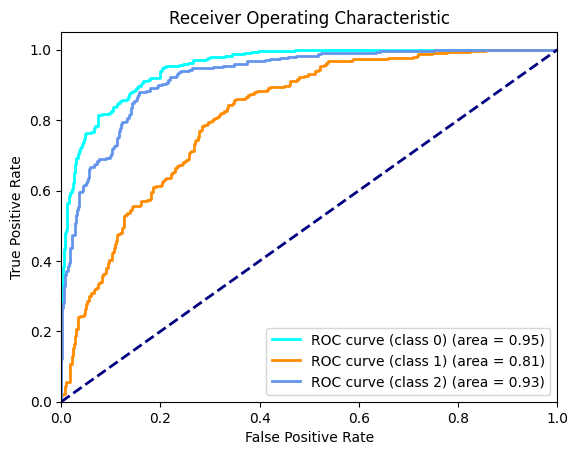 Receiver Operating Characteristic
True Positive Rate
1.0
0.8
0.6
0.4
0.2
0.0
ROC curve (class 0) (area = 0.95)
ROC curve (class 1) (area = 0.81)
ROC curve (class 2) (area = 0.93)
0.0 0.2 0.4 0.6 0.8 1.0
False Positive Rate